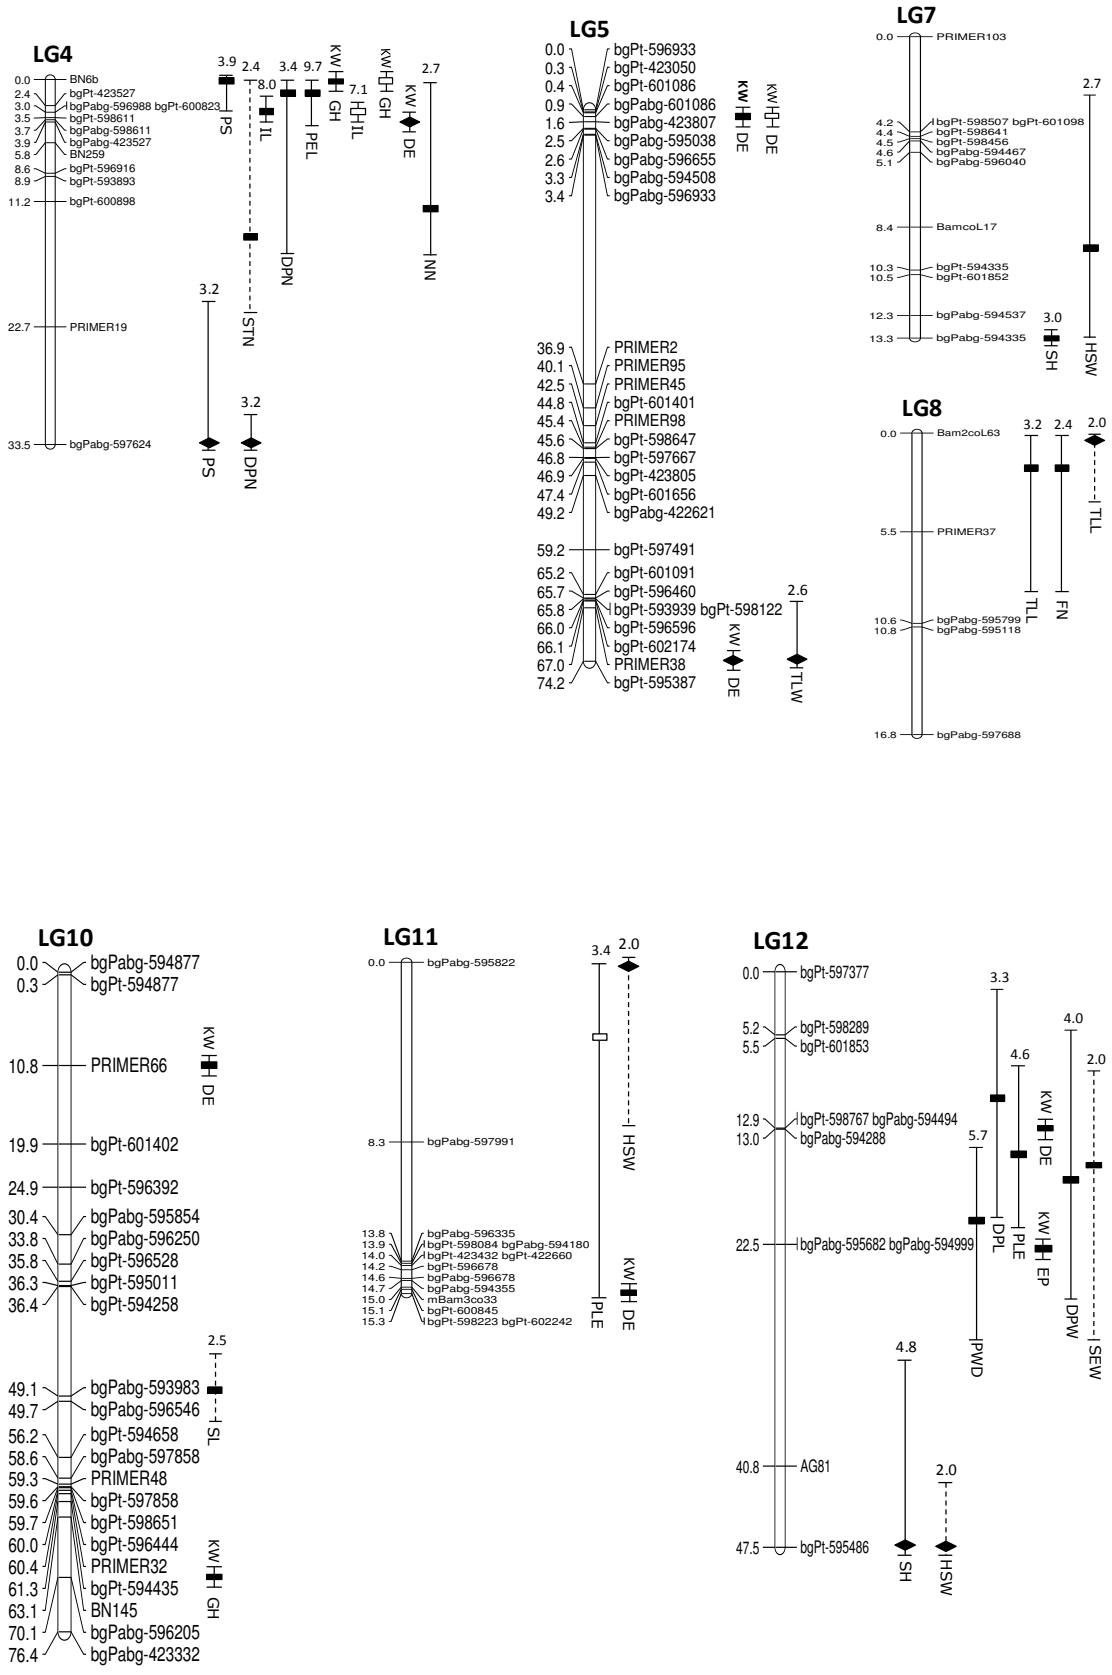 LG4
0.0 BN6b
2.4 bgPt-423527
3.0 bgPabg-596988 bgPt-600823
3.5 bgPt-598611
3.7 bgPabg-598611
3.9 bgPabg-423527
5.8 BN259
8.6 bgPt-596916
8.9 bgPt-593893
11.2 bgPt-600898
22.7 PRIMER19
33.5 bgPabg-597624
3.9 PS
2.4 STN
8.0 IL
3.4 DPN
9.7 PEL
KW GH
7.1 IL
KW GH
KW DE
2.7 NN
3.2 PS
3.2 DPN
LG5
0.0 bgPt-596933
0.3 bgPt-423050
0.4 bgPt-601086
0.9 bgPabg-601086
1.6 bgPabg-423807
2.5 bgPabg-595038
2.6 bgPabg-596655
3.3 bgPabg-594508
3.4 bgPabg-596933
36.9 PRIMER2
40.1 PRIMER95
42.5 PRIMER45
44.8 bgPt-601401
45.4 PRIMER98
45.6 bgPt-598647
46.8 bgPt-597667
46.9 bgPt-423805
47.4 bgPt-601656
49.2 bgPabg-422621
59.2 bgPt-597491
65.2 bgPt-601091
65.7 bgPt-596460
65.8 bgPt-593939 bgPt-598122
66.0 bgPt-596596
66.1 bgPt-602174
67.0 PRIMER38
74.2 bgPt-595387
KW DE
KW DE
KW DE
2.6 TLW
LG7
0.0 PRIMER103
4.2 bgPt-598507 bgPt-601098
4.4 bgPt-598641
4.5 bgPt-598456
4.6 bgPabg-594467
5.1 bgPabg-596040
8.4 BamcoL17
10.3 bgPt-594335
10.5 bgPt-601852
12.3 bgPabg-594537
13.3 bgPabg-594335
3.0 SH
2.7 HSW
LG8
0.0 Bam2coL63
5.5 PRIMER37
10.6 bgPabg-595799
10.8 bgPabg-595118
16.8 bgPabg-597688
3.2 TLL
2.4 FN
2.0 TLL
LG10
0.0 bgPabg-594877
0.3 bgPt-594877
10.8 PRIMER66
19.9 bgPt-601402
24.9 bgPt-596392
30.4 bgPabg-595854
33.8 bgPabg-596250
35.8 bgPt-596528
36.3 bgPt-595011
36.4 bgPt-594258
49.1 bgPabg-593983
49.7 bgPabg-596546
56.2 bgPt-594658
58.6 bgPabg-597858
59.3 PRIMER48
59.6 bgPt-597858
59.7 bgPt-598651
60.0 bgPt-596444
60.4 PRIMER32
61.3 bgPt-594435
63.1 BN145
70.1 bgPabg-596205
76.4 bgPabg-423332
KW DE
2.5 SL
KW GH
LG11
0.0 bgPabg-595822
8.3 bgPabg-597991
13.8 bgPabg-596335
13.9 bgPt-598084 bgPabg-594180
14.0 bgPt-423432 bgPt-422660
14.2 bgPt-596678
14.6 bgPabg-596678
14.7 bgPabg-594355
15.0 mBam3co33
15.1 bgPt-600845
15.3 bgPt-598223 bgPt-602242
3.4 PLE
2.0 HSW
KW DE
LG12
0.0 bgPt-597377
5.2 bgPt-598289
5.5 bgPt-601853
12.9 bgPt-598767 bgPabg-594494
13.0 bgPabg-594288
22.5 bgPabg-595682 bgPabg-594999
40.8 AG81
47.5 bgPt-595486
5.7 PWD
3.3 DPL
4.6 PLE
KW DE
KW EP
4.0 DPW
2.0 SEW
4.8 SH
2.0 HSW